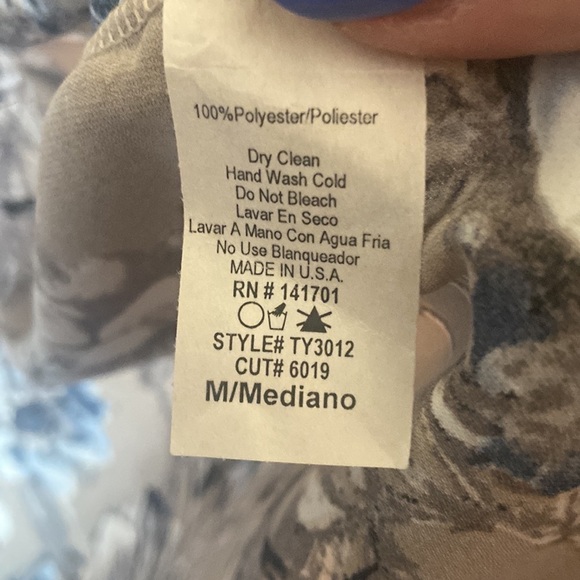 100%Polyester/Poliester
Dry Clean
Hand Wash Cold
Do Not Bleach
Lavar En Seco
Lavar A Mano Con Agua Fria
No Use Blanqueador
MADE IN U.S.A.
RN # 141701
STYLE# TY3012
CUT# 6019
M/Mediano